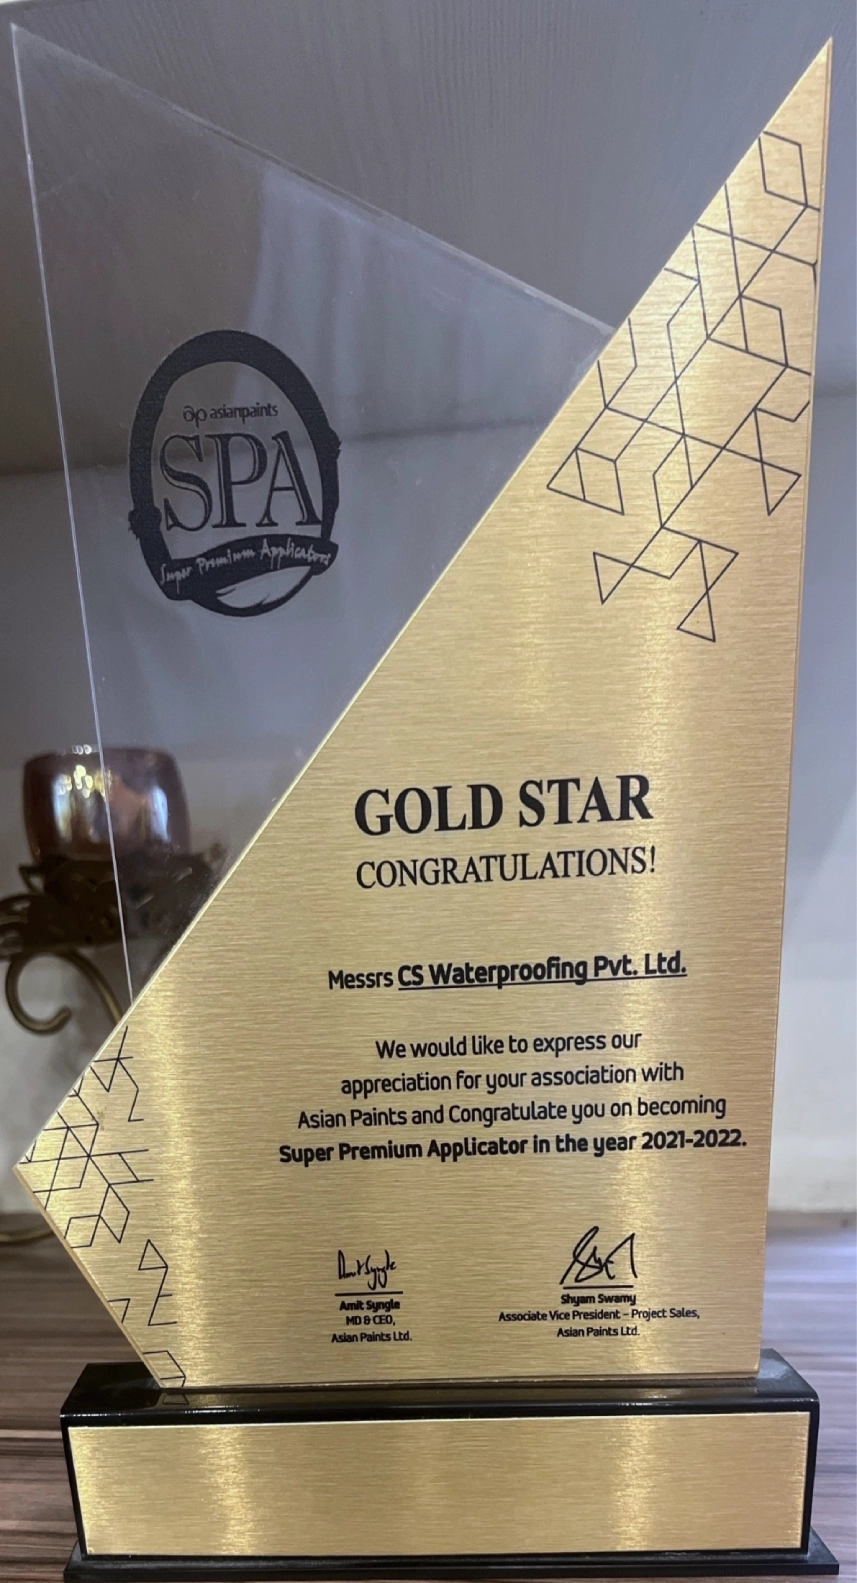 asianpaints
SPA
Super Premium Applicators
GOLD STAR
CONGRATULATIONS!
Messrs CS Waterproofing Pvt. Ltd.
We would like to express our
appreciation for your association with
Asian Paints and Congratulate you on becoming
Super Premium Applicator in the year 2021-2022.
Amit Syngle
MD & CEO,
Asian Paints Ltd.
Shyam Swamy
Associate Vice President – Project Sales,
Asian Paints Ltd.